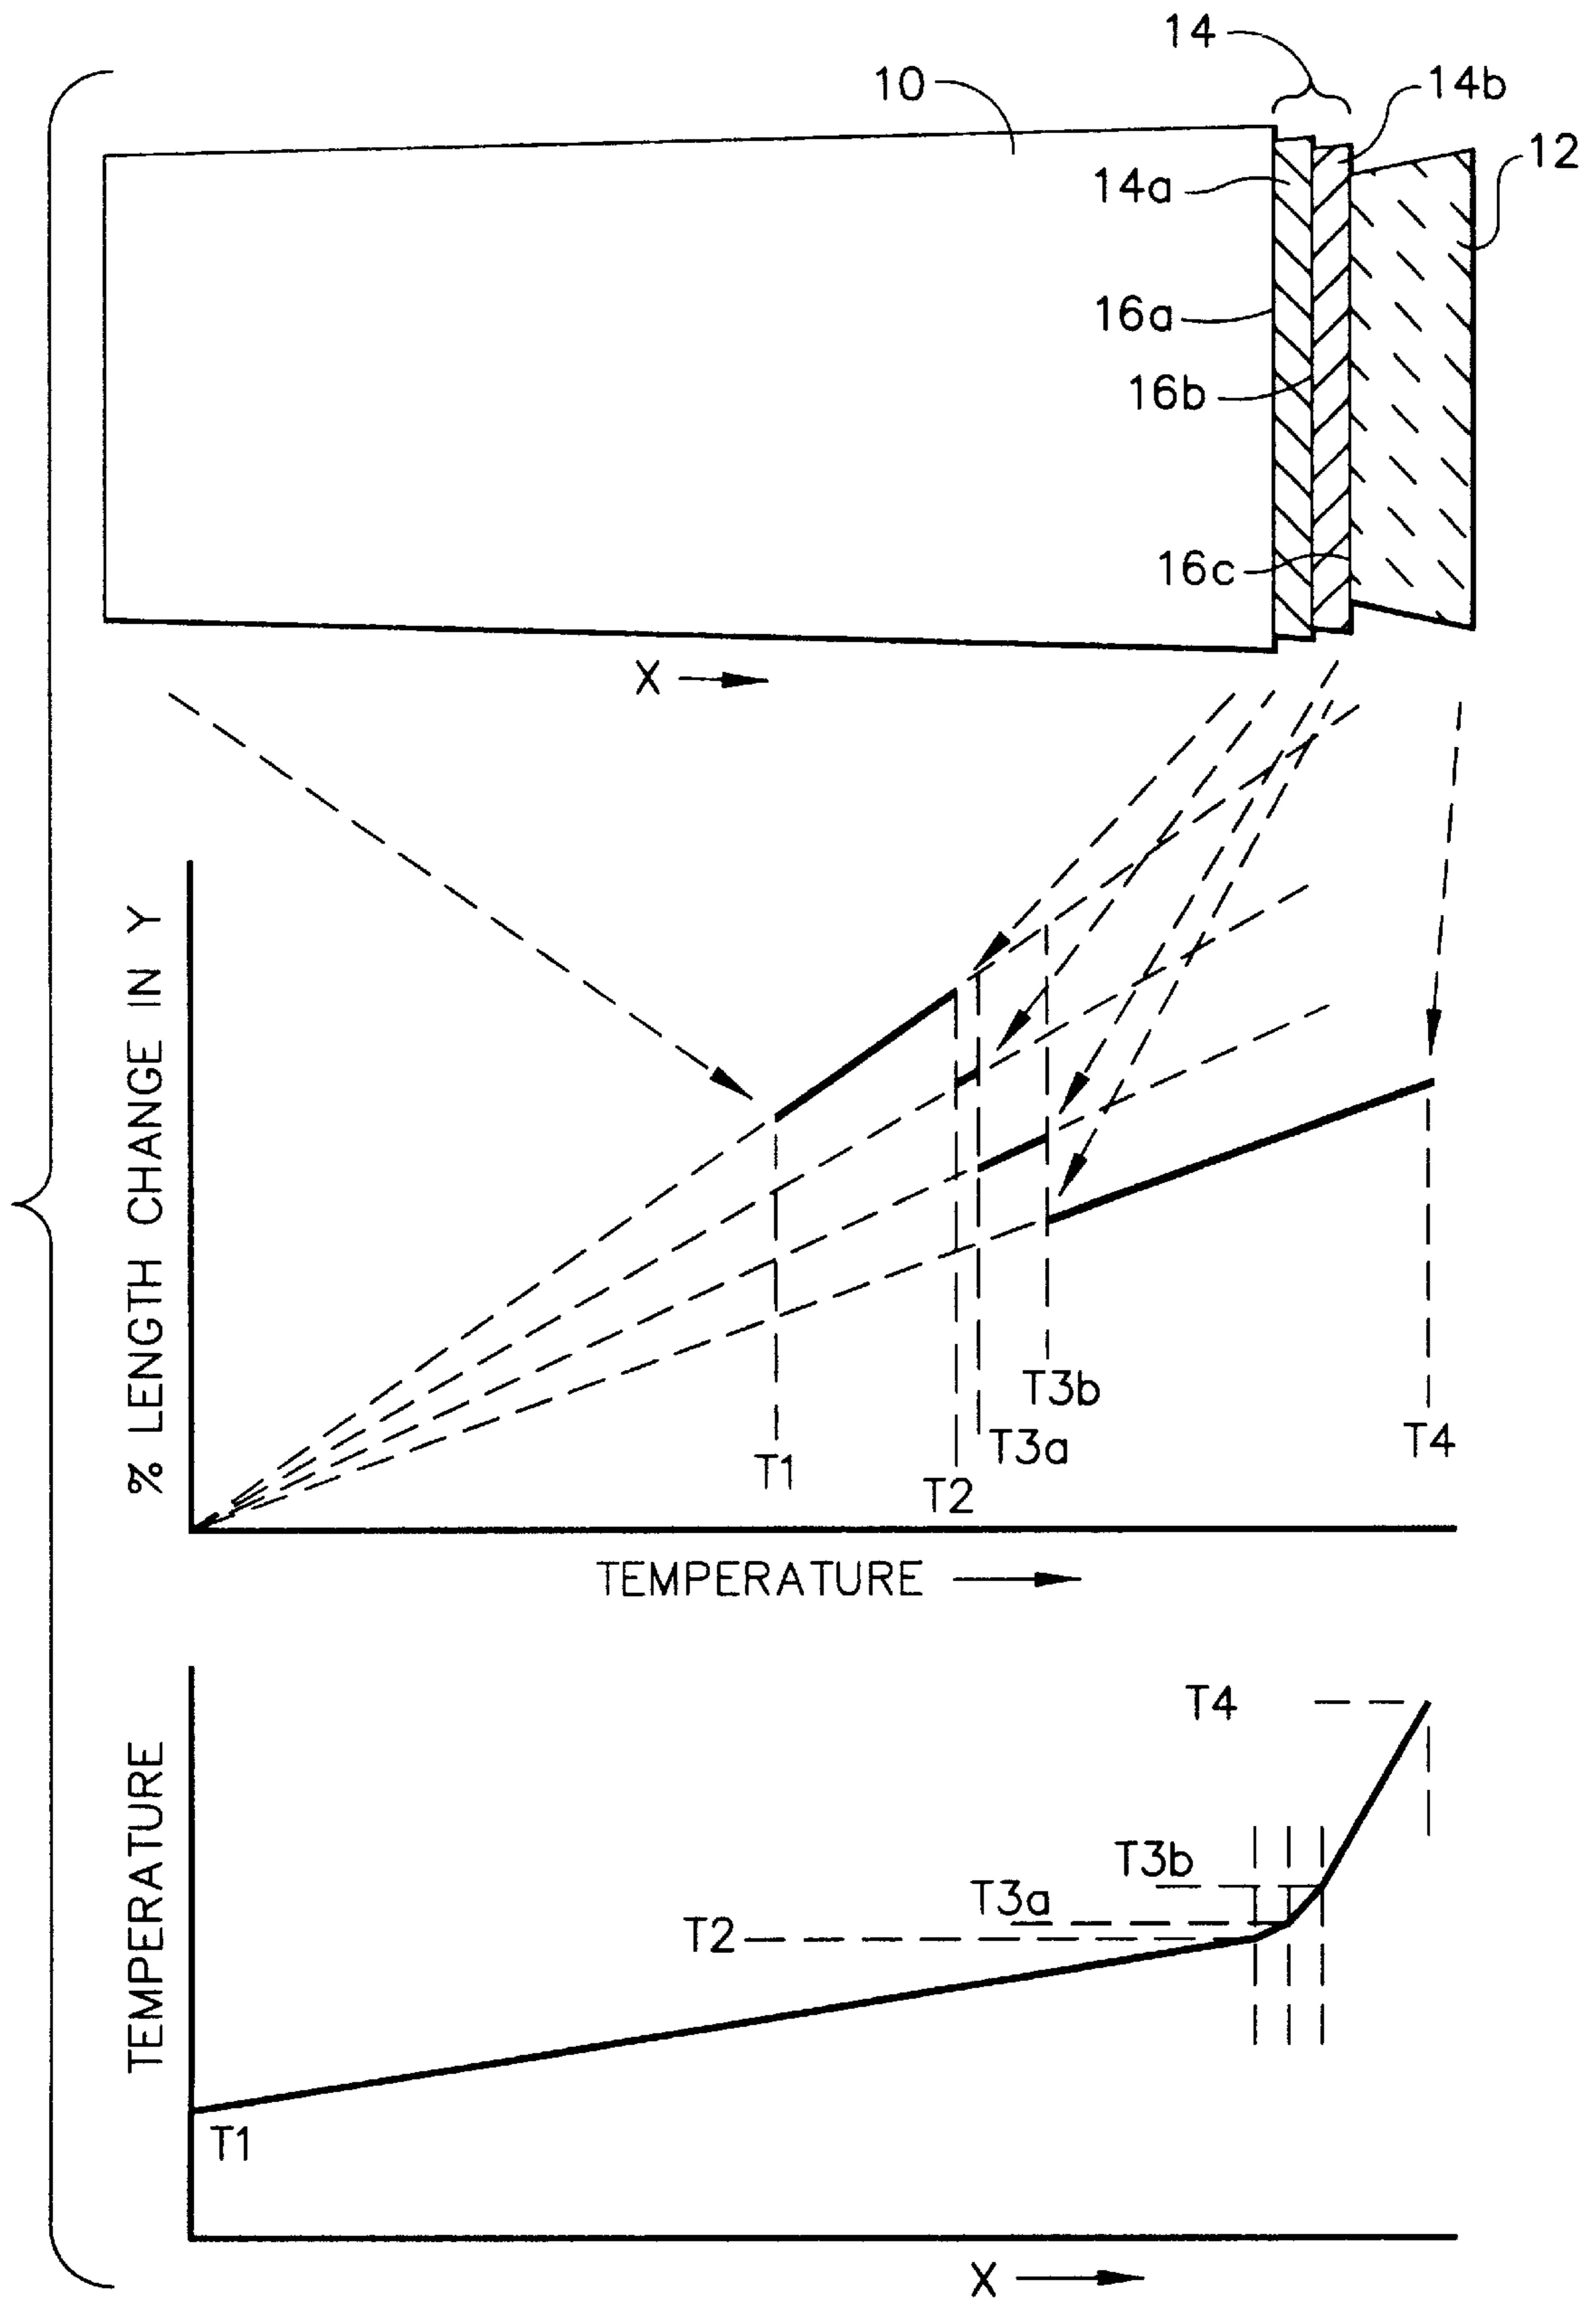 14
10
14b
12
14a
16a
16b
16c
X
% LENGTH CHANGE IN Y
T3b
T3a
T4
T1
T2
TEMPERATURE
T4
TEMPERATURE
T3b
T3a
T2
T1
X